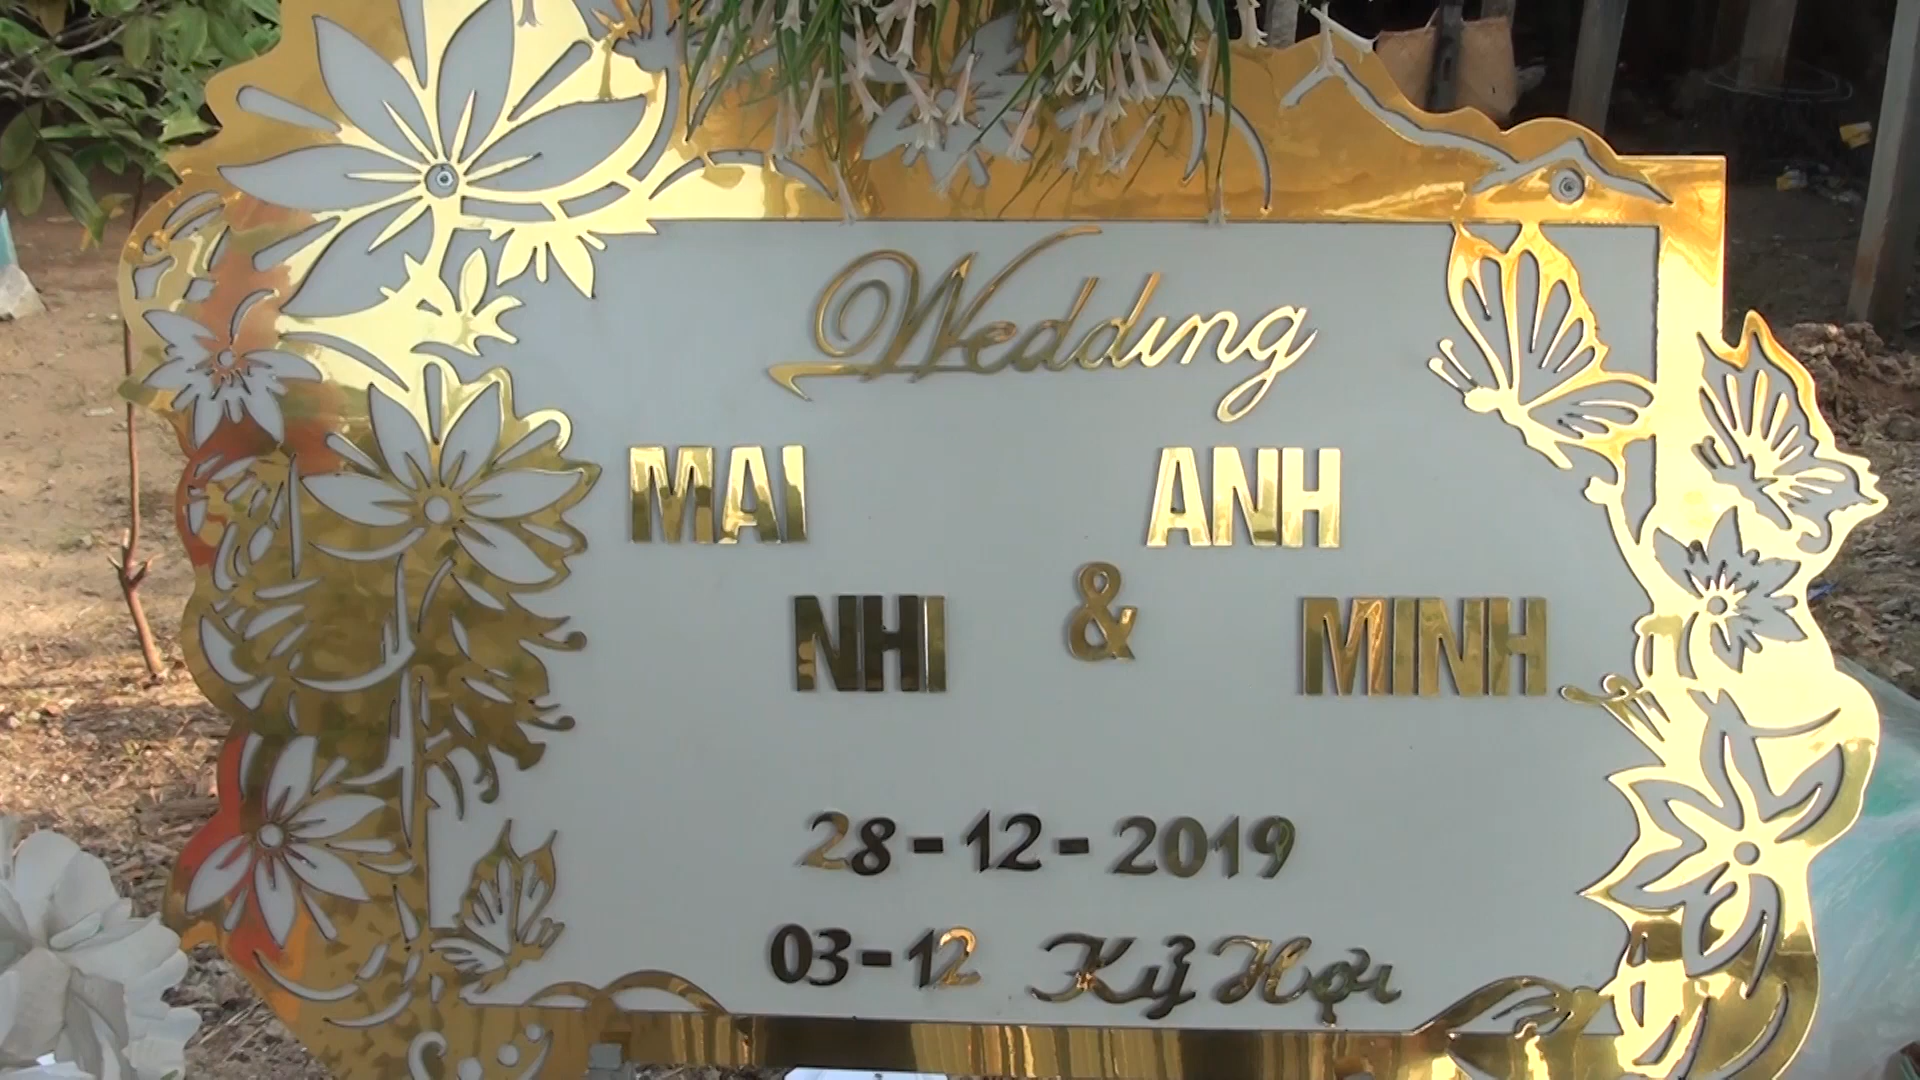 Wedding
MAI ANH
NHI & MINH
28-12-2019
03-12 Kỷ Hợi